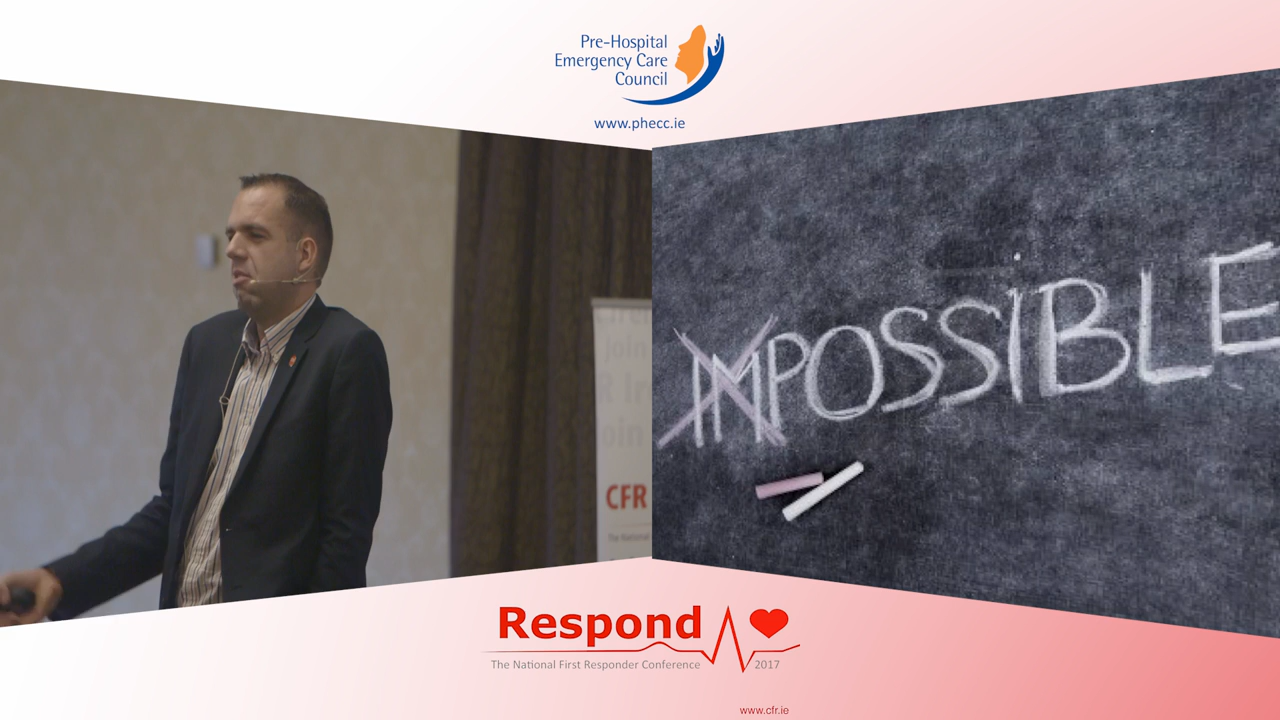 Pre-Hospital
Emergency Care
Council
www.phecc.ie
IMPOSSIBLE
CFR
Respond
The National First Responder Conference 2017
www.cfr.ie